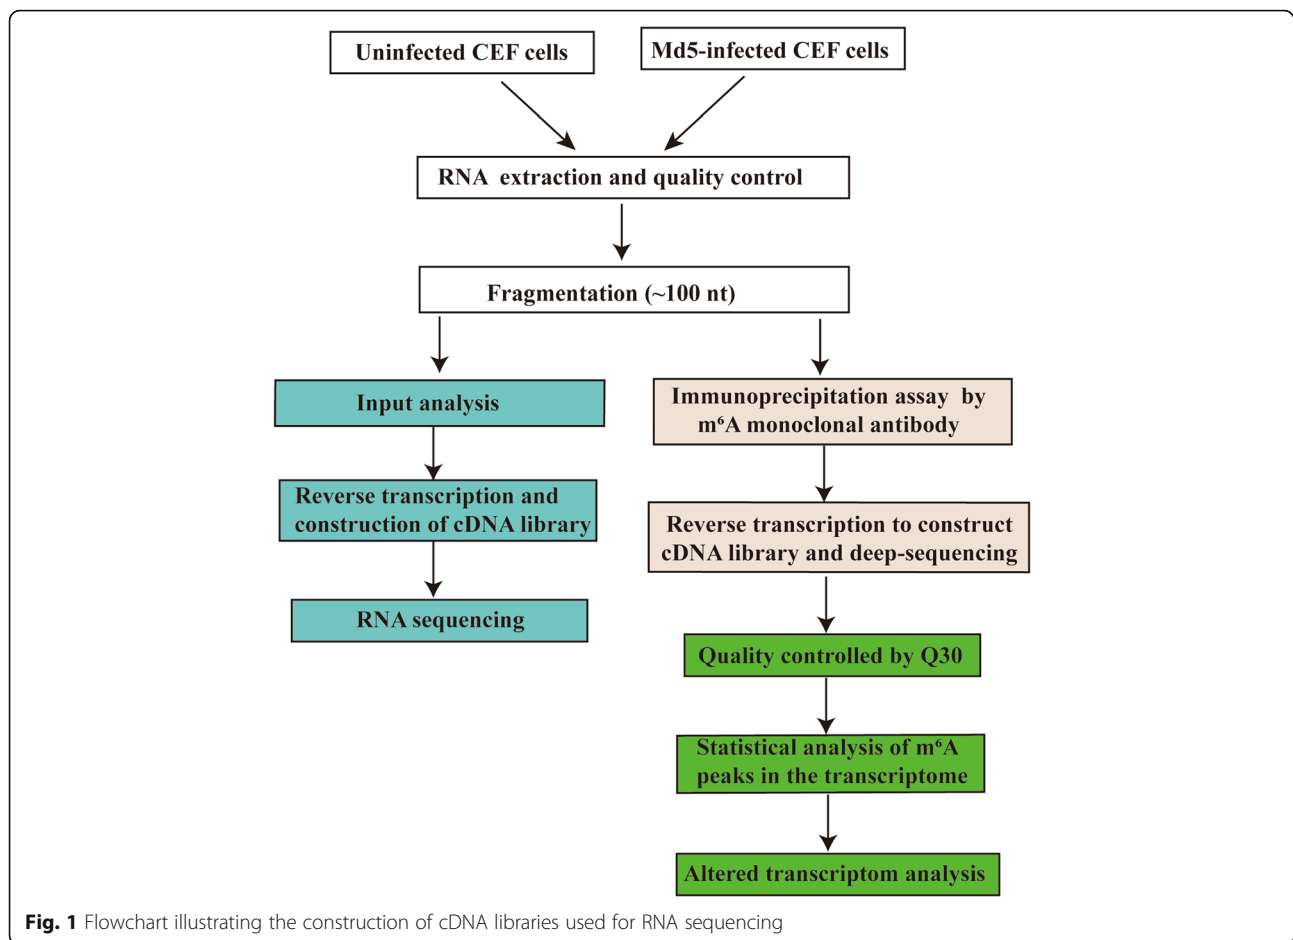 Uninfected CEF cells
Md5-infected CEF cells
RNA extraction and quality control
Fragmentation (~100 nt)
Input analysis
Reverse transcription and
construction of cDNA library
RNA sequencing
Immunoprecipitation assay by
m⁶A monoclonal antibody
Reverse transcription to construct
cDNA library and deep-sequencing
Quality controlled by Q30
Statistical analysis of m⁶A
peaks in the transcriptome
Altered transcriptom analysis
Fig. 1 Flowchart illustrating the construction of cDNA libraries used for RNA sequencing